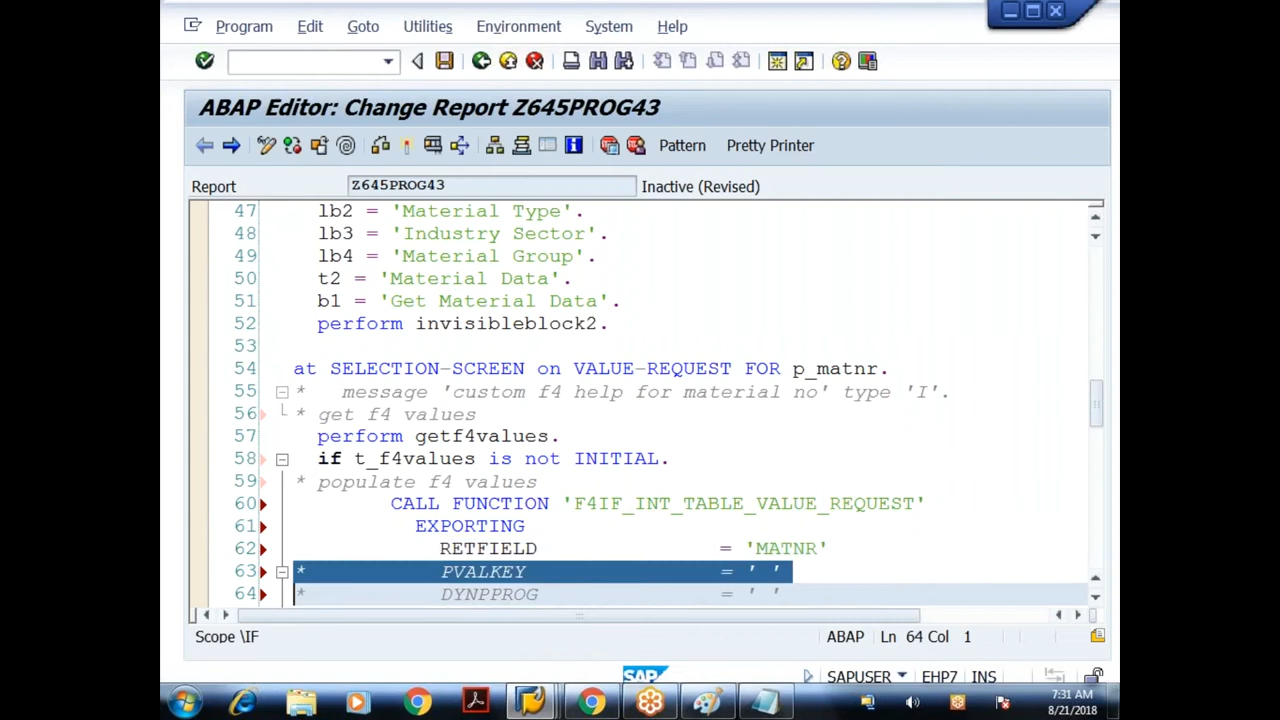 Program Edit Goto Utilities Environment System Help
ABAP Editor: Change Report Z645PROG43
Pattern Pretty Printer
Report Z645PROG43 Inactive (Revised)
47 lb2 = 'Material Type'.
48 lb3 = 'Industry Sector'.
49 lb4 = 'Material Group'.
50 t2 = 'Material Data'.
51 b1 = 'Get Material Data'.
52 perform invisibleblock2.
53
54 at SELECTION-SCREEN on VALUE-REQUEST FOR p_matnr.
55 * message 'custom f4 help for material no' type 'I'.
56 * get f4 values
57 perform getf4values.
58 if t_f4values is not INITIAL.
59 * populate f4 values
60 CALL FUNCTION 'F4IF_INT_TABLE_VALUE_REQUEST'
61 EXPORTING
62 RETFIELD = 'MATNR'
63 * PVALKEY = ' '
64 * DYNPPROG = ' '
Scope \IF ABAP Ln 64 Col 1
SAP SAPUSER EHP7 INS
7:31 AM
8/21/2018